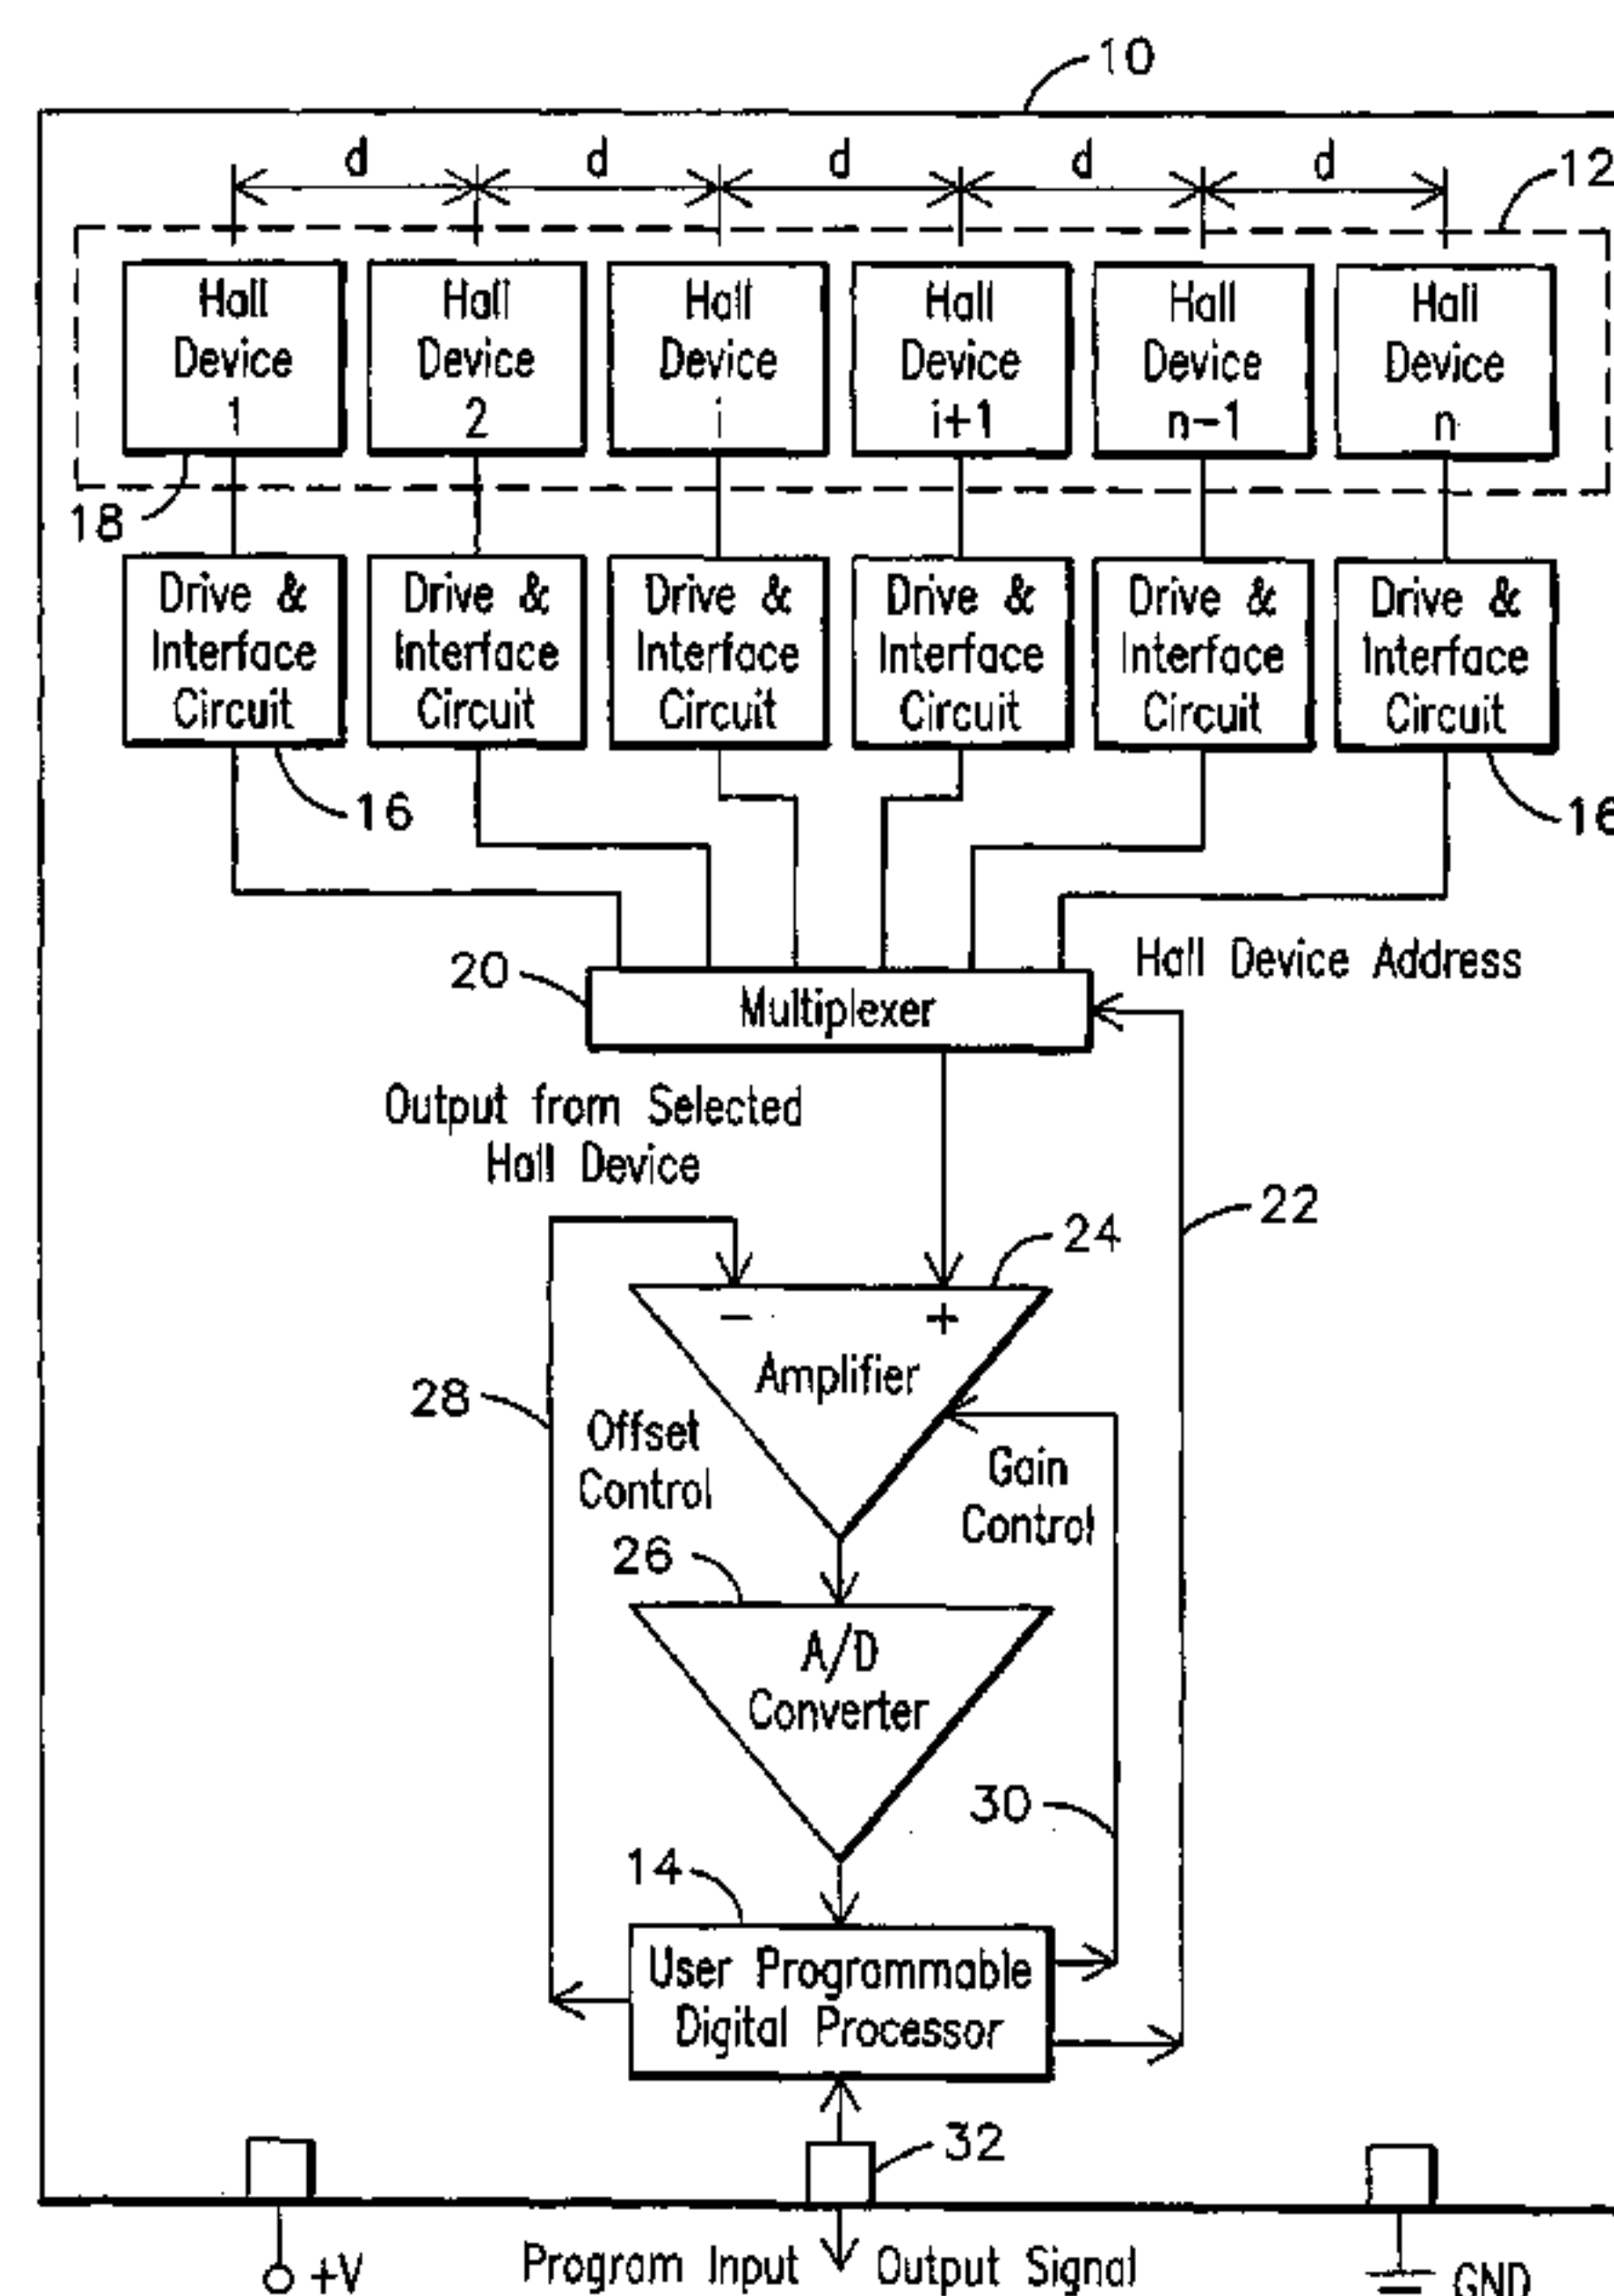 10
d d d d d
12
Hall Device 1
Hall Device 2
Hall Device i
Hall Device i+1
Hall Device n-1
Hall Device n
18
Drive & Interface Circuit
Drive & Interface Circuit
Drive & Interface Circuit
Drive & Interface Circuit
Drive & Interface Circuit
Drive & Interface Circuit
16
16
20
Hall Device Address
Multiplexer
Output from Selected
Hall Device
22
24
- +
Amplifier
28
Offset
Control
Gain
Control
26
A/D
Converter
30
14
User Programmable
Digital Processor
32
+V
Program Input
Output Signal
GND